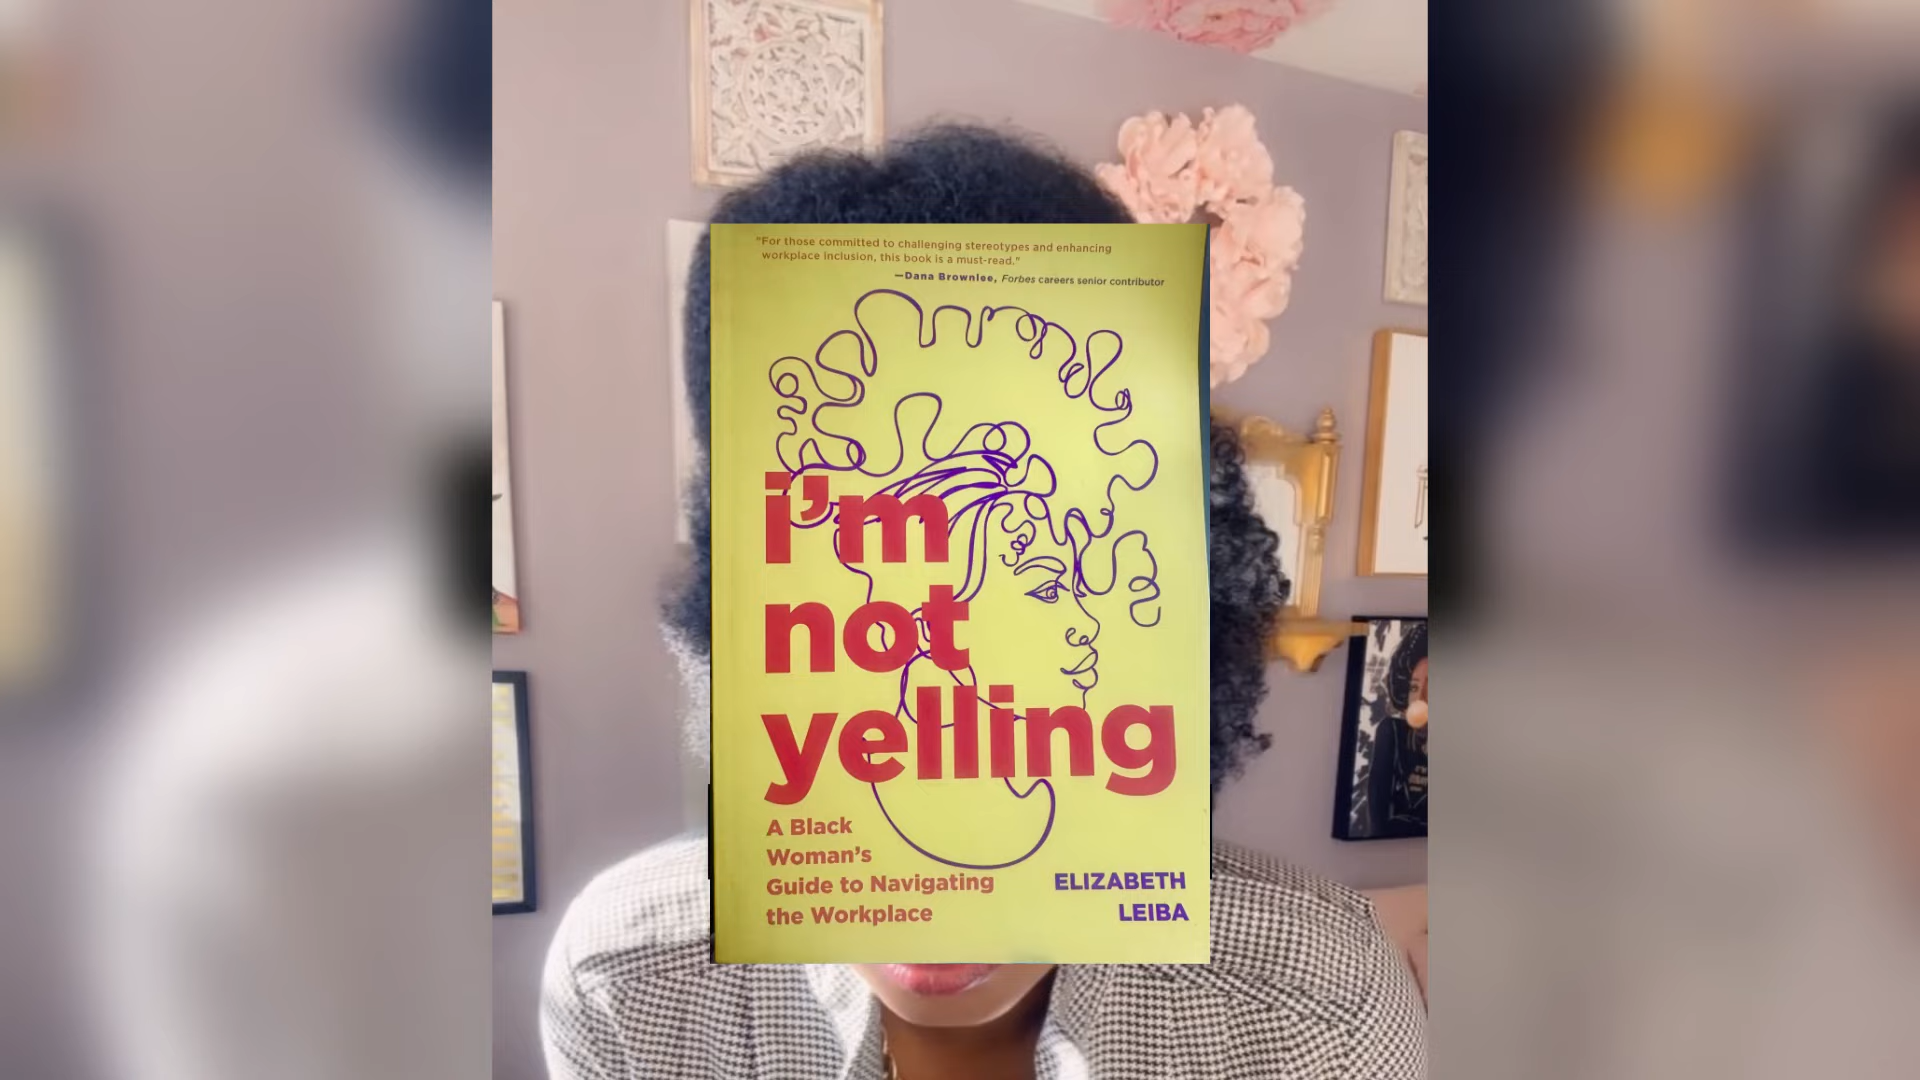 "For those committed to challenging stereotypes and enhancing
workplace inclusion, this book is a must-read."
—Dana Brownlee, Forbes careers senior contributor
i'm
not
yelling
A Black
Woman's
Guide to Navigating
the Workplace
ELIZABETH
LEIBA